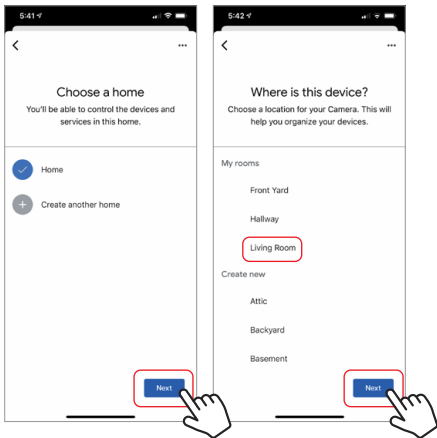 5:41
Choose a home
You'll be able to control the devices and
services in this home.
Home
Create another home
Next
5:42
Where is this device?
Choose a location for your Camera. This will
help you organize your devices.
My rooms
Front Yard
Hallway
Living Room
Create new
Attic
Backyard
Basement
Next